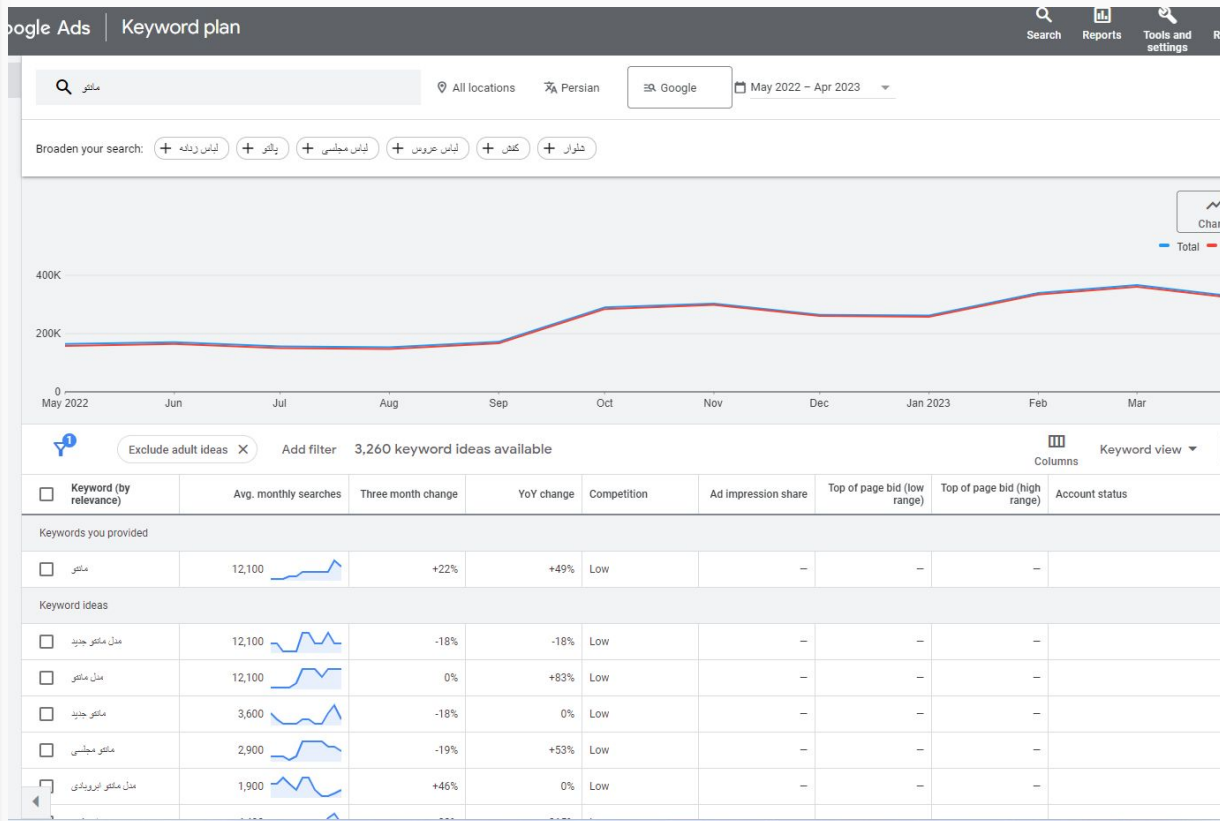 oogle Ads Keyword plan
Search Reports Tools and settings R
مانتو All locations Persian Google May 2022 – Apr 2023
Broaden your search: + لباس زنانه + پالتو + لباس مجلسی + لباس عروس + کفش + شلوار
Char
Total
400K
200K
0
May 2022 Jun Jul Aug Sep Oct Nov Dec Jan 2023 Feb Mar
1 Exclude adult ideas X Add filter 3,260 keyword ideas available Columns Keyword view
Keyword (by relevance) Avg. monthly searches Three month change YoY change Competition Ad impression share Top of page bid (low range) Top of page bid (high range) Account status
Keywords you provided
مانتو 12,100 +22% +49% Low – – –
Keyword ideas
مدل مانتو جدید 12,100 -18% -18% Low – – –
مدل مانتو 12,100 0% +83% Low – – –
مانتو جدید 3,600 -18% 0% Low – – –
مانتو مجلسی 2,900 -19% +53% Low – – –
مدل مانتو ابروبادی 1,900 +46% 0% Low – – –